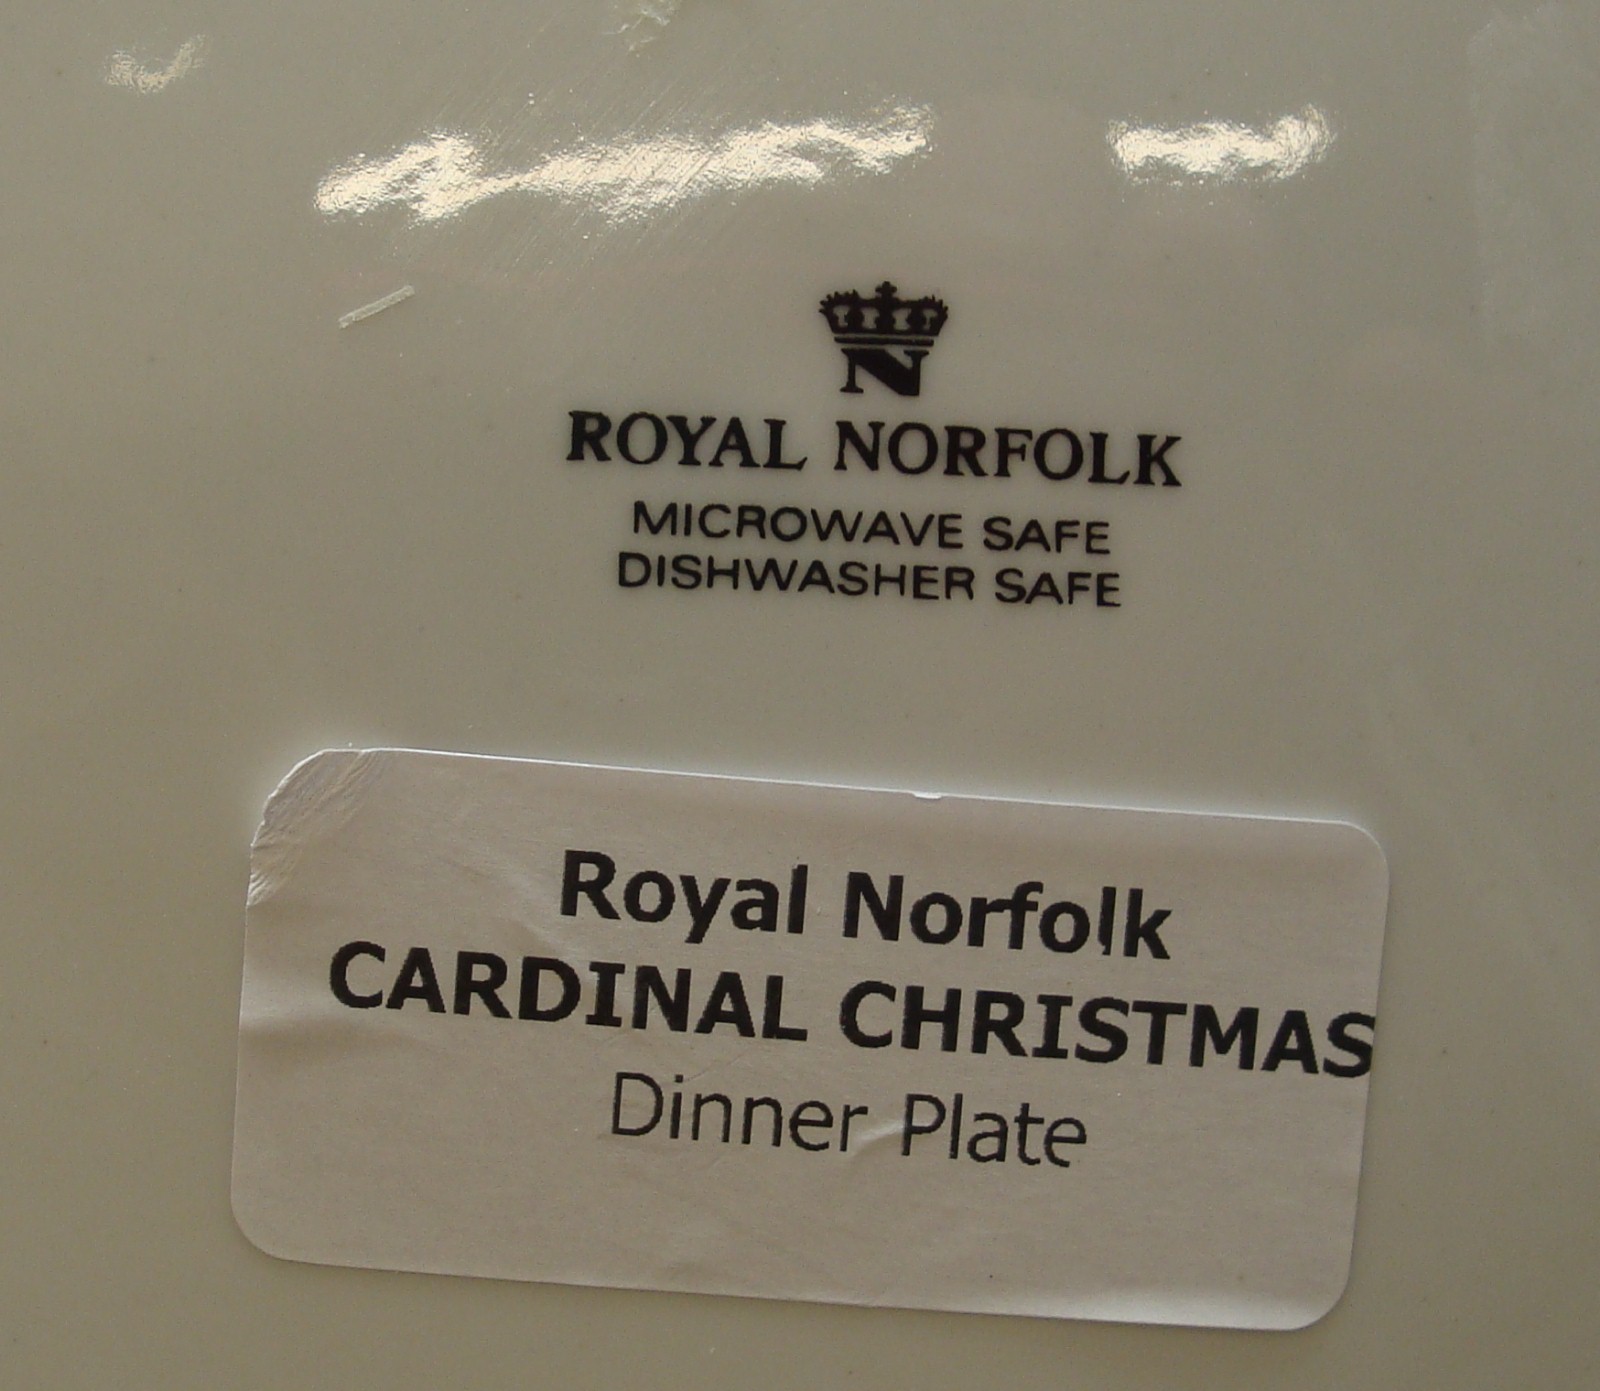 N
ROYAL NORFOLK
MICROWAVE SAFE
DISHWASHER SAFE
Royal Norfolk
CARDINAL CHRISTMAS
Dinner Plate